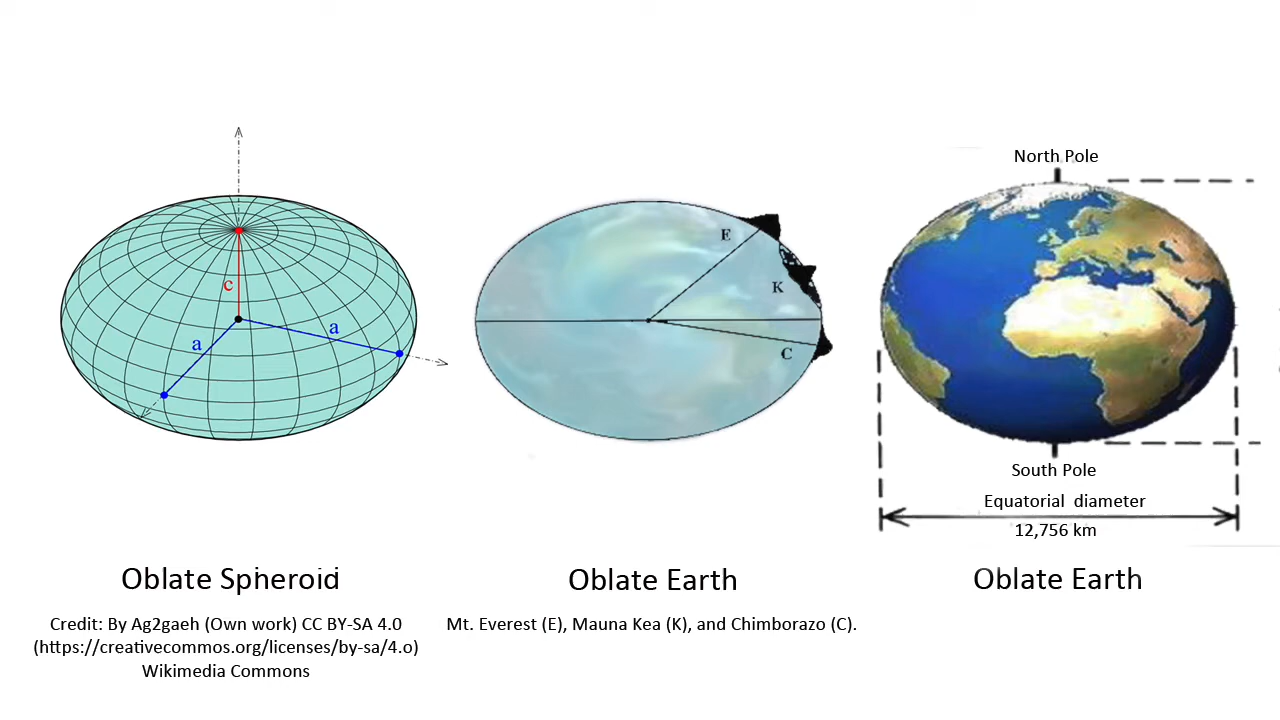 North Pole
c
a
a
E
K
C
South Pole
Equatorial diameter
12,756 km
Oblate Spheroid
Oblate Earth
Oblate Earth
Credit: By Ag2gaeh (Own work) CC BY-SA 4.0
(https://creativecommos.org/licenses/by-sa/4.o)
Wikimedia Commons
Mt. Everest (E), Mauna Kea (K), and Chimborazo (C).